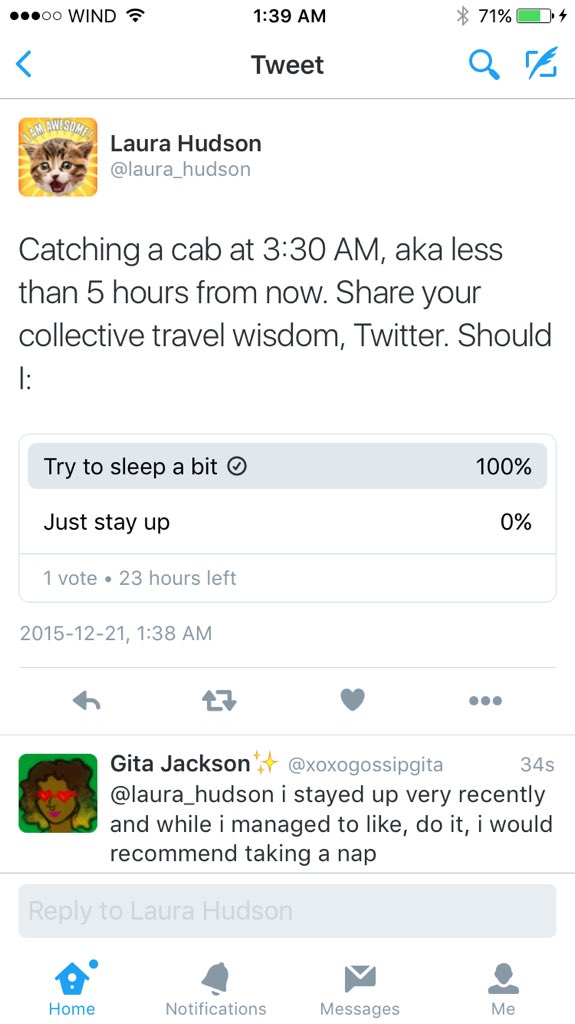 WIND 1:39 AM 71%
Tweet
I AM AWESOME!
Laura Hudson
@laura_hudson
Catching a cab at 3:30 AM, aka less
than 5 hours from now. Share your
collective travel wisdom, Twitter. Should
I:
Try to sleep a bit 100%
Just stay up 0%
1 vote • 23 hours left
2015-12-21, 1:38 AM
Gita Jackson✨ @xoxogossipgita 34s
@laura_hudson i stayed up very recently
and while i managed to like, do it, i would
recommend taking a nap
Reply to Laura Hudson
Home Notifications Messages Me